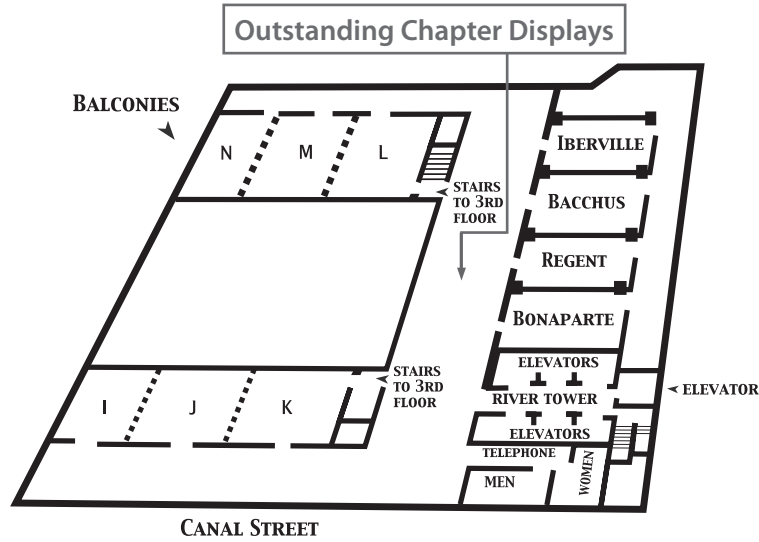 Outstanding Chapter Displays
BALCONIES
N
M
L
STAIRS
TO 3RD
FLOOR
IBERVILLE
BACCHUS
REGENT
BONAPARTE
ELEVATORS
RIVER TOWER
ELEVATORS
ELEVATOR
STAIRS
TO 3RD
FLOOR
I
J
K
TELEPHONE
MEN
WOMEN
CANAL STREET